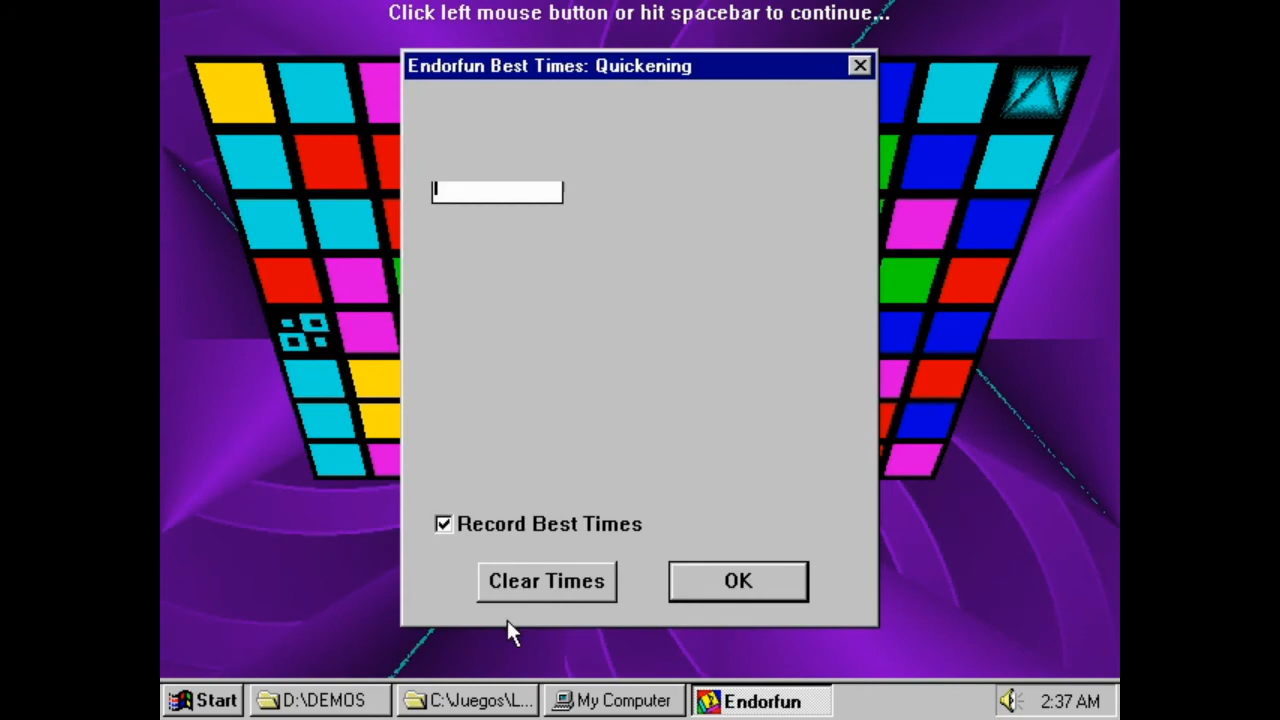 Click left mouse button or hit spacebar to continue...
Endorfun Best Times: Quickening
Record Best Times
Clear Times
OK
Start
D:\DEMOS
C:\Juegos\L...
My Computer
Endorfun
2:37 AM